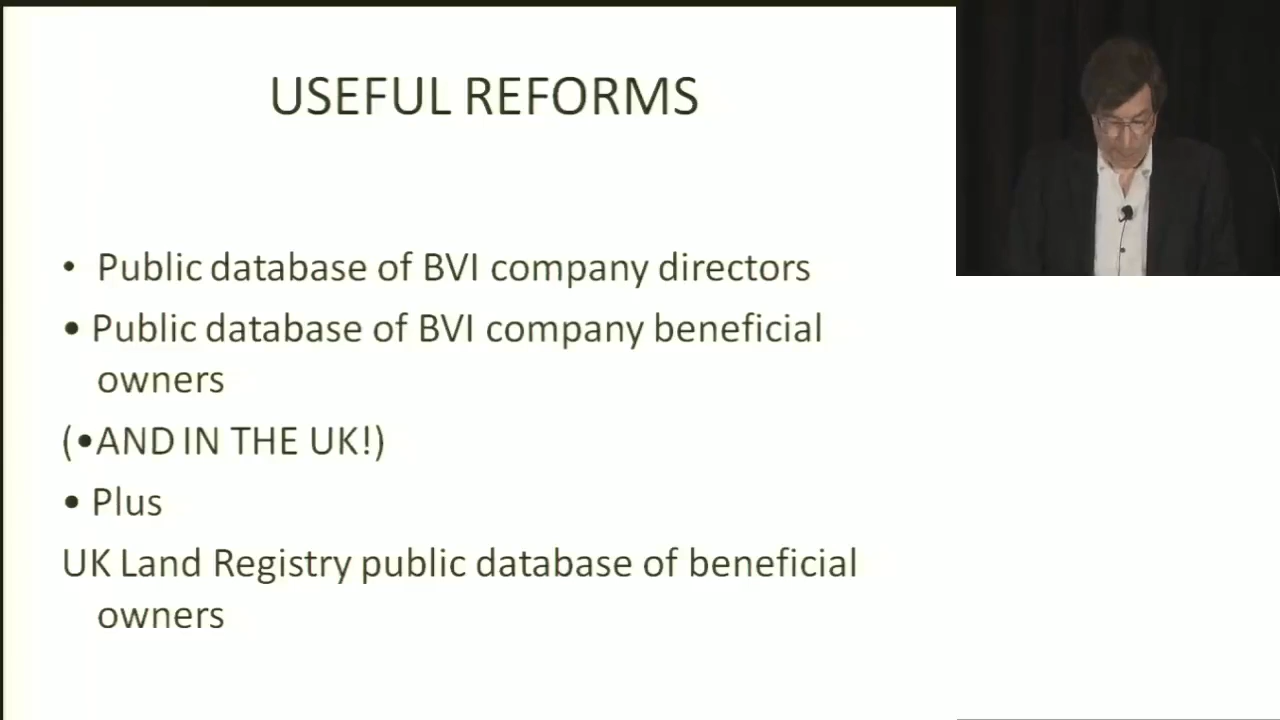 USEFUL REFORMS
• Public database of BVI company directors
• Public database of BVI company beneficial
owners
(•AND IN THE UK!)
• Plus
UK Land Registry public database of beneficial
owners